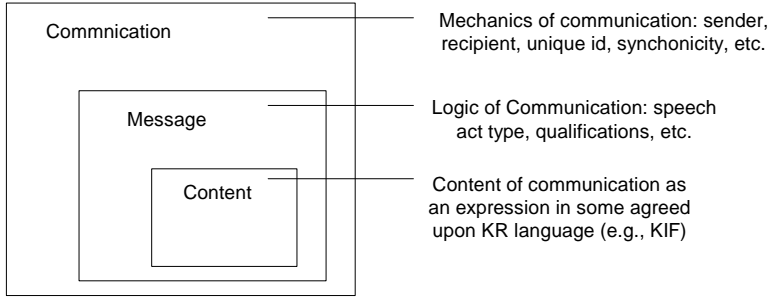 Commnication
Mechanics of communication: sender,
recipient, unique id, synchonicity, etc.
Message
Logic of Communication: speech
act type, qualifications, etc.
Content
Content of communication as
an expression in some agreed
upon KR language (e.g., KIF)